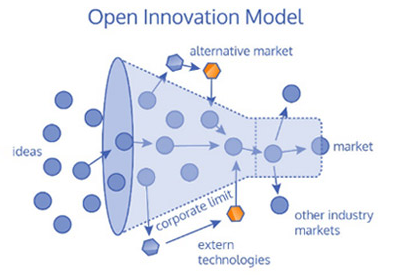 Open Innovation Model
alternative market
ideas
market
corporate limit
other industry
markets
extern
technologies